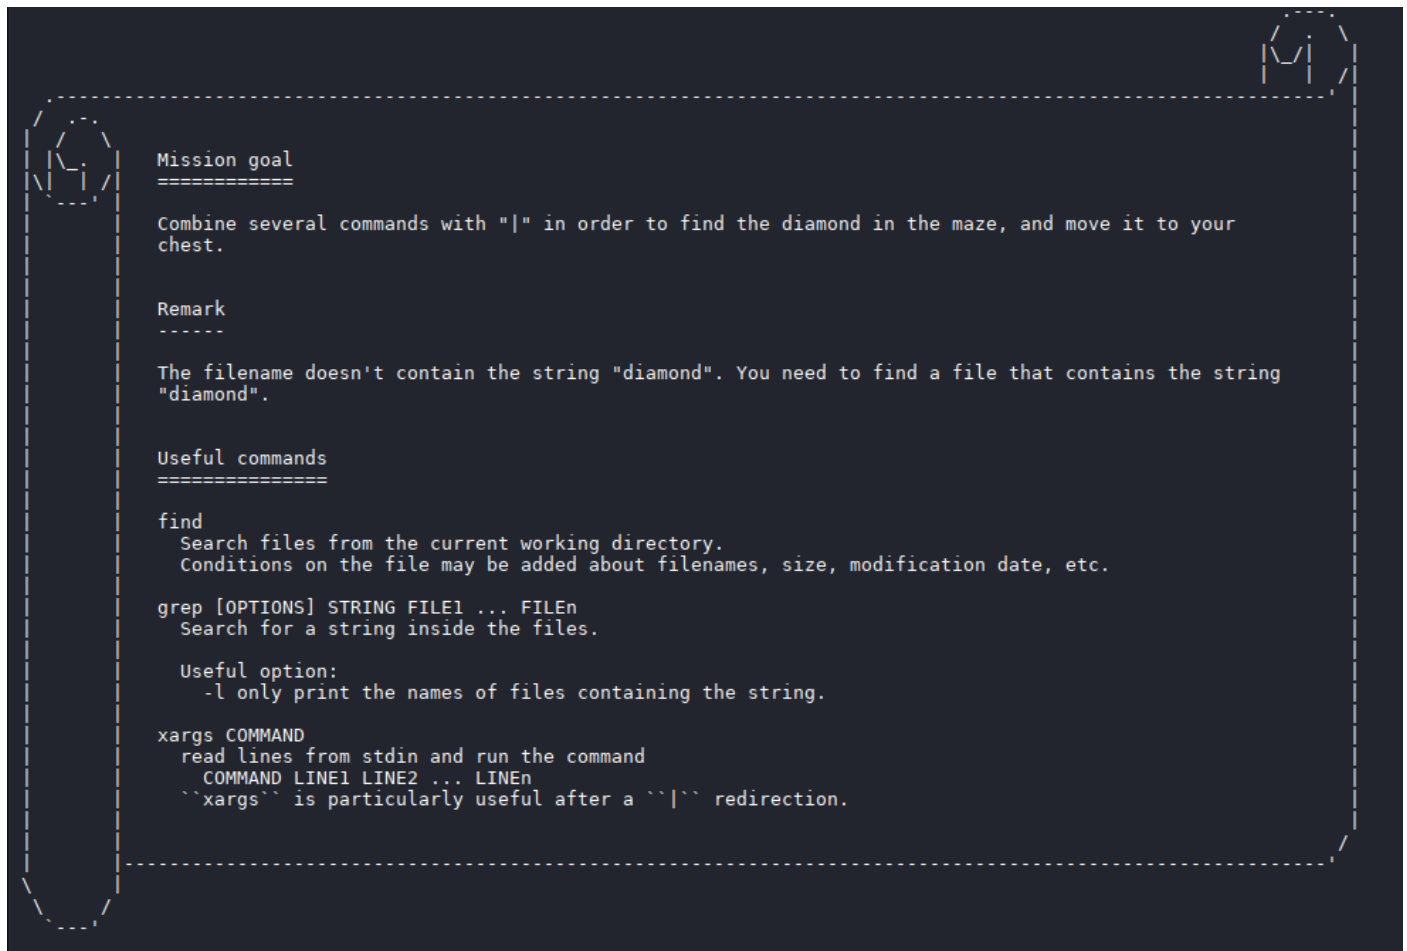 Mission goal
============
Combine several commands with "|" in order to find the diamond in the maze, and move it to your
chest.
Remark
------
The filename doesn't contain the string "diamond". You need to find a file that contains the string
"diamond".
Useful commands
===============
find
Search files from the current working directory.
Conditions on the file may be added about filenames, size, modification date, etc.
grep [OPTIONS] STRING FILE1 ... FILEn
Search for a string inside the files.
Useful option:
-l only print the names of files containing the string.
xargs COMMAND
read lines from stdin and run the command
COMMAND LINE1 LINE2 ... LINEn
``xargs`` is particularly useful after a ``|`` redirection.